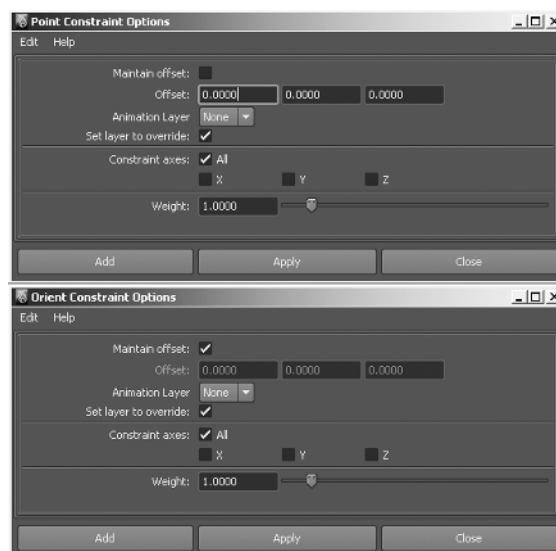 Point Constraint Options
Edit Help
Maintain offset:
Offset: 0.0000 0.0000 0.0000
Animation Layer None
Set layer to override:
Constraint axes: All
X Y Z
Weight: 1.0000
Add Apply Close
Orient Constraint Options
Edit Help
Maintain offset:
Offset: 0.0000 0.0000 0.0000
Animation Layer None
Set layer to override:
Constraint axes: All
X Y Z
Weight: 1.0000
Add Apply Close